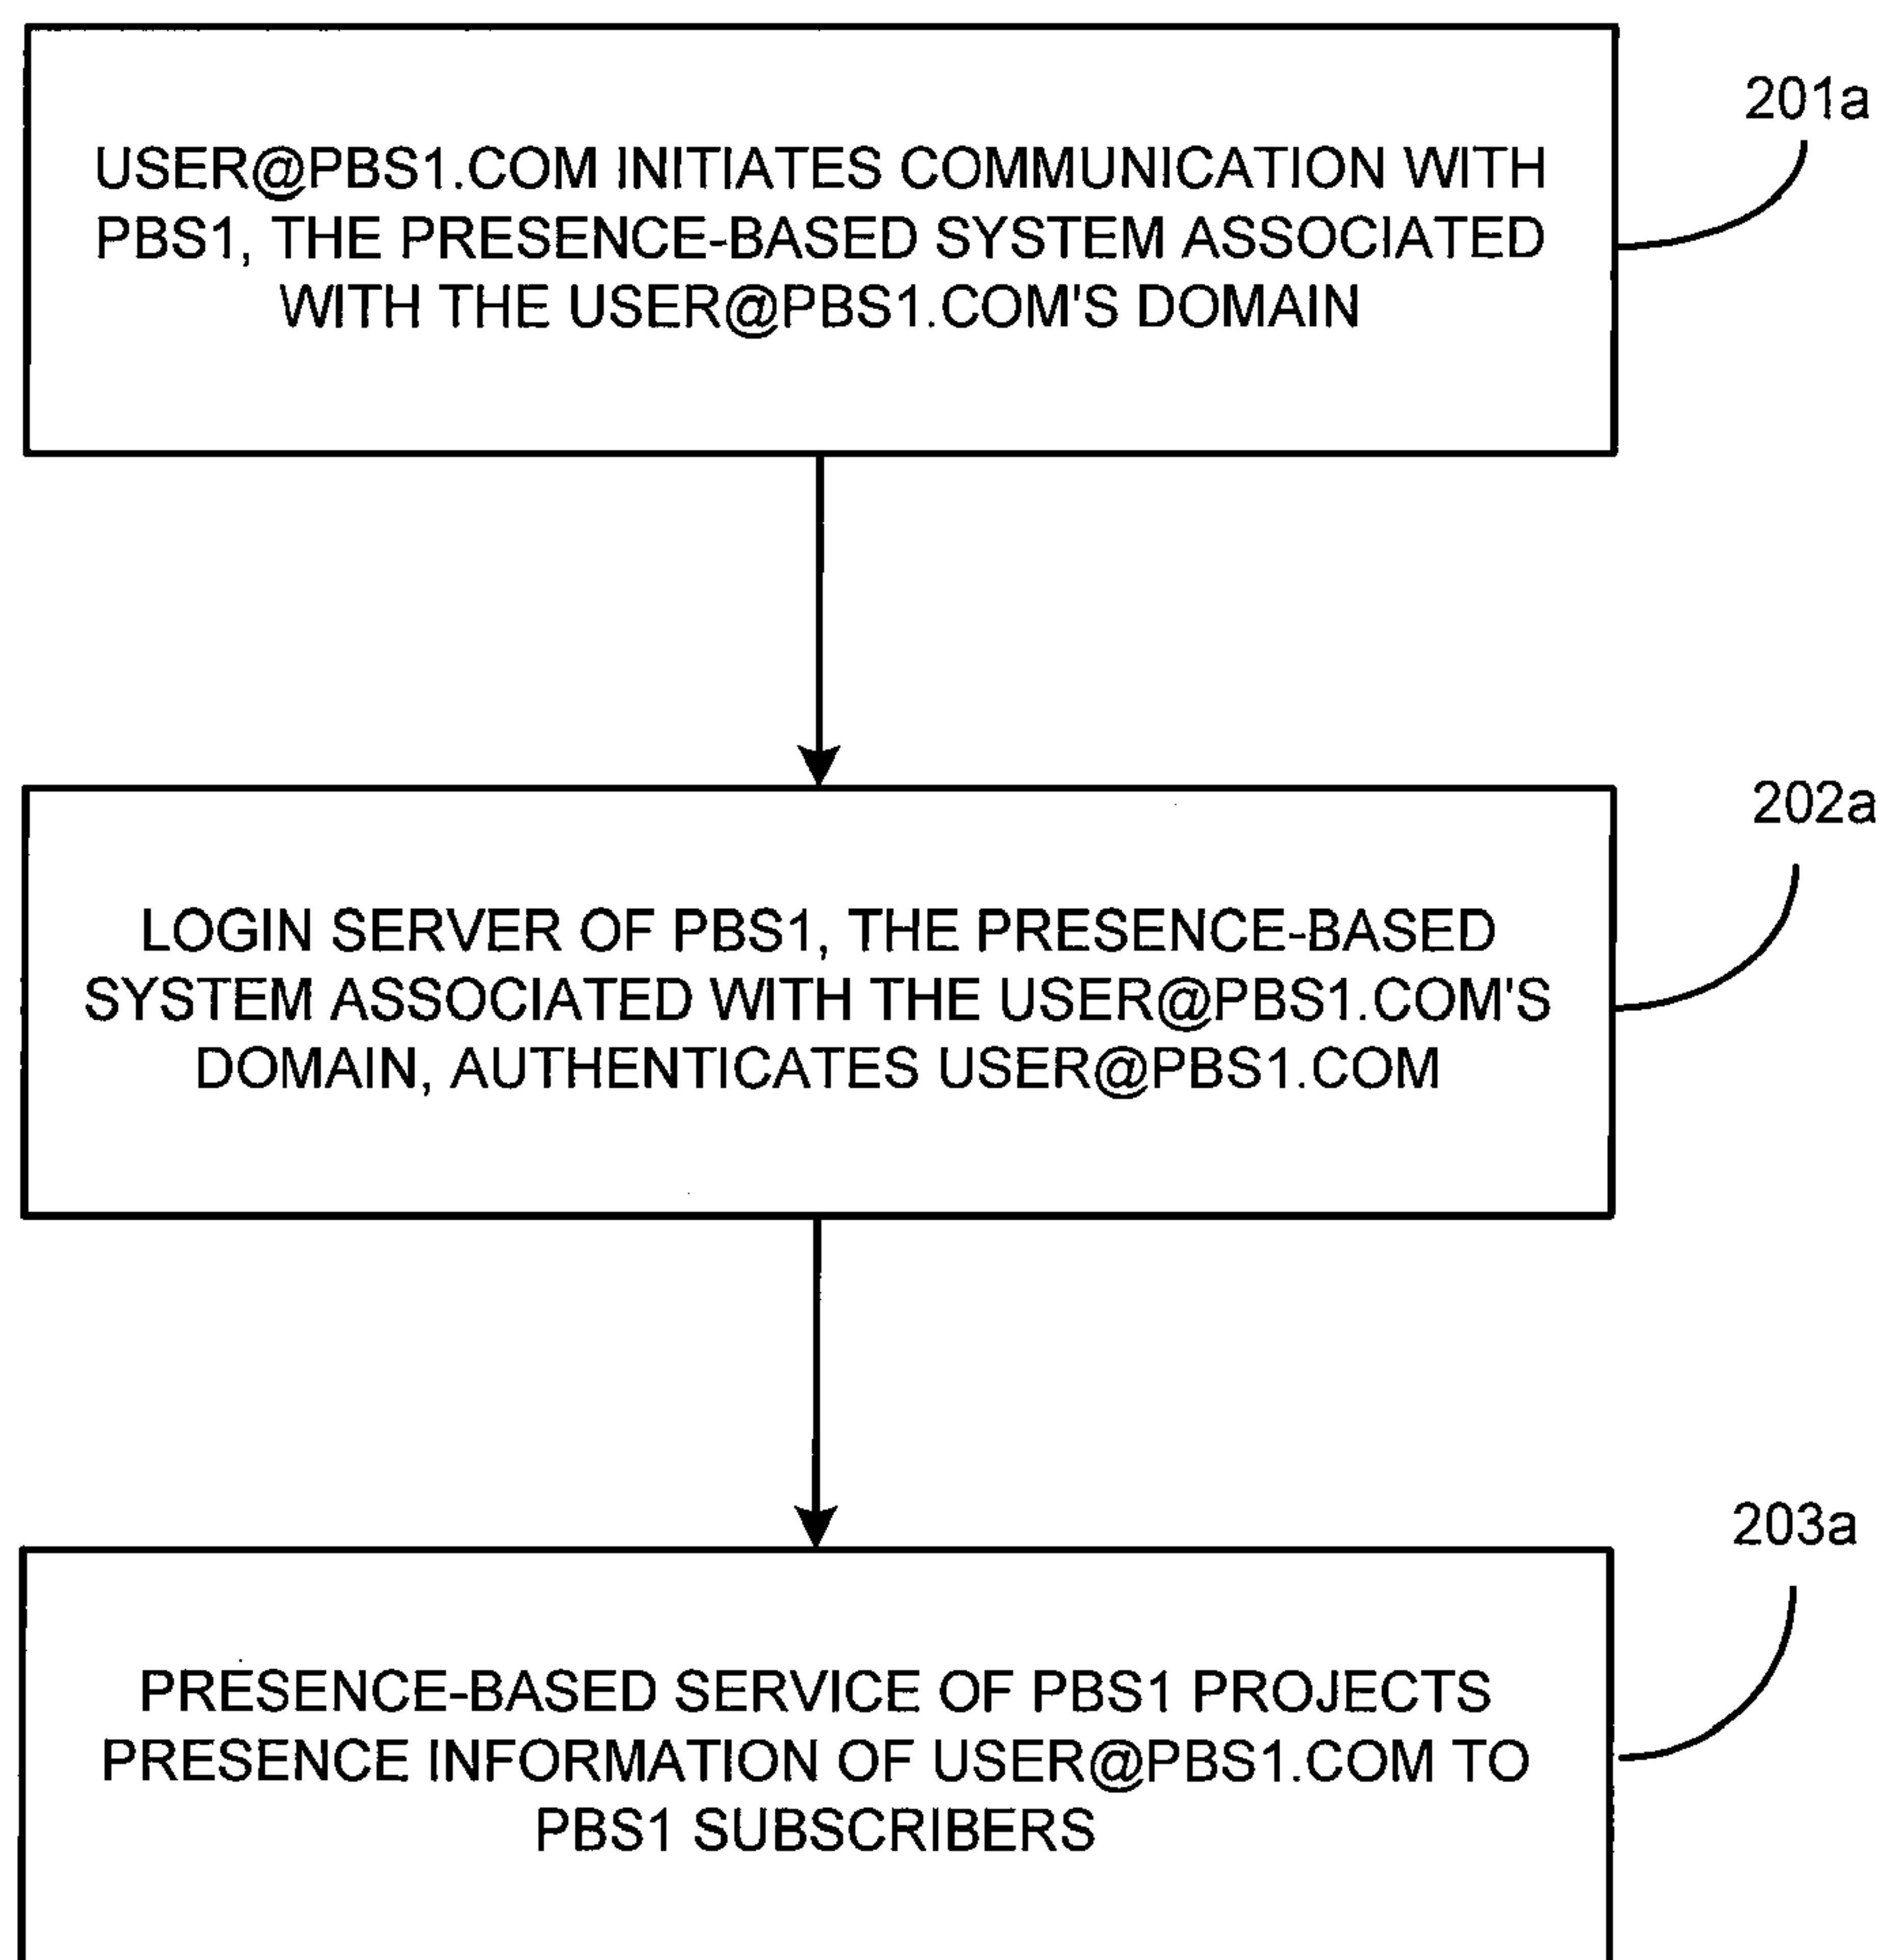 201a
USER@PBS1.COM INITIATES COMMUNICATION WITH
PBS1, THE PRESENCE-BASED SYSTEM ASSOCIATED
WITH THE USER@PBS1.COM'S DOMAIN
202a
LOGIN SERVER OF PBS1, THE PRESENCE-BASED
SYSTEM ASSOCIATED WITH THE USER@PBS1.COM'S
DOMAIN, AUTHENTICATES USER@PBS1.COM
203a
PRESENCE-BASED SERVICE OF PBS1 PROJECTS
PRESENCE INFORMATION OF USER@PBS1.COM TO
PBS1 SUBSCRIBERS